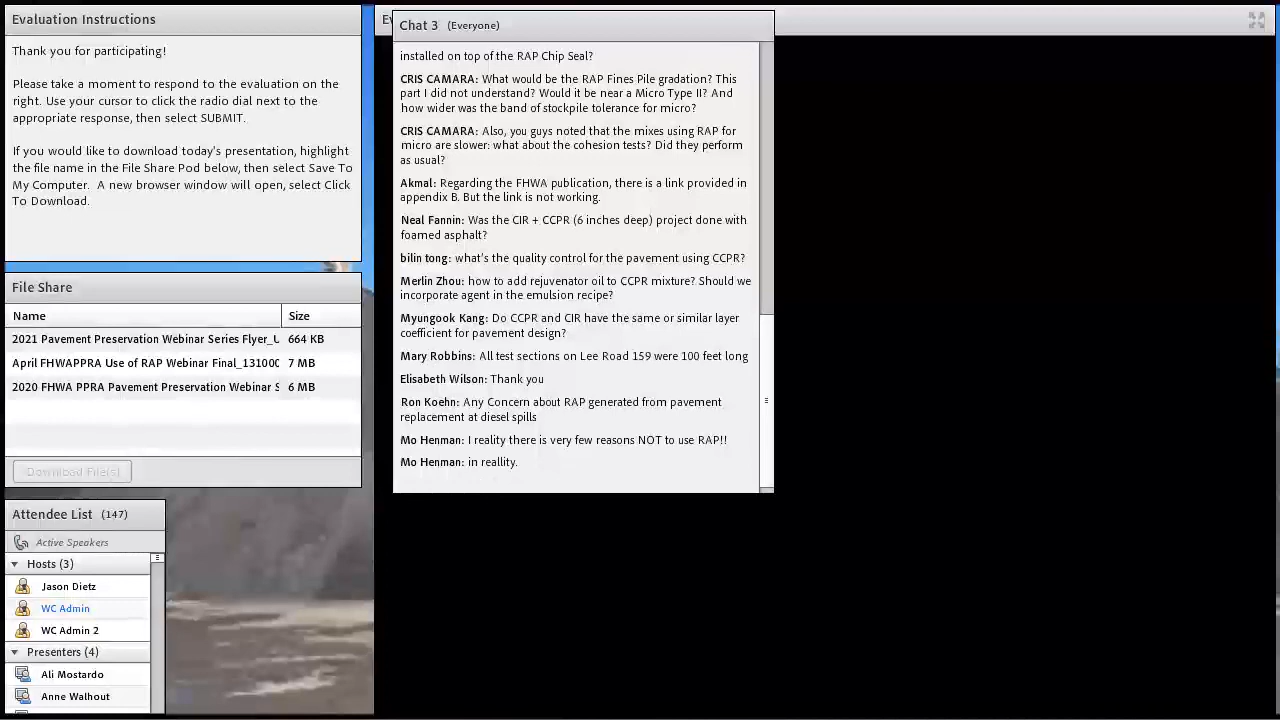 Evaluation Instructions
Thank you for participating!
Please take a moment to respond to the evaluation on the
right. Use your cursor to click the radio dial next to the
appropriate response, then select SUBMIT.
If you would like to download today's presentation, highlight
the file name in the File Share Pod below, then select Save To
My Computer. A new browser window will open, select Click
To Download.
File Share
Name Size
2021 Pavement Preservation Webinar Series Flyer_U 664 KB
April FHWAPPRA Use of RAP Webinar Final_131000 7 MB
2020 FHWA PPRA Pavement Preservation Webinar S 6 MB
Download File(s)
Attendee List (147)
Active Speakers
Hosts (3)
Jason Dietz
WC Admin
WC Admin 2
Presenters (4)
Ali Mostardo
Anne Walhout
Chat 3 (Everyone)
installed on top of the RAP Chip Seal?
CRIS CAMARA: What would be the RAP Fines Pile gradation? This
part I did not understand? Would it be near a Micro Type II? And
how wider was the band of stockpile tolerance for micro?
CRIS CAMARA: Also, you guys noted that the mixes using RAP for
micro are slower: what about the cohesion tests? Did they perform
as usual?
Akmal: Regarding the FHWA publication, there is a link provided in
appendix B. But the link is not working.
Neal Fannin: Was the CIR + CCPR (6 inches deep) project done with
foamed asphalt?
bilin tong: what's the quality control for the pavement using CCPR?
Merlin Zhou: how to add rejuvenator oil to CCPR mixture? Should we
incorporate agent in the emulsion recipe?
Myungook Kang: Do CCPR and CIR have the same or similar layer
coefficient for pavement design?
Mary Robbins: All test sections on Lee Road 159 were 100 feet long
Elisabeth Wilson: Thank you
Ron Koehn: Any Concern about RAP generated from pavement
replacement at diesel spills
Mo Henman: I reality there is very few reasons NOT to use RAP!!
Mo Henman: in reallity.